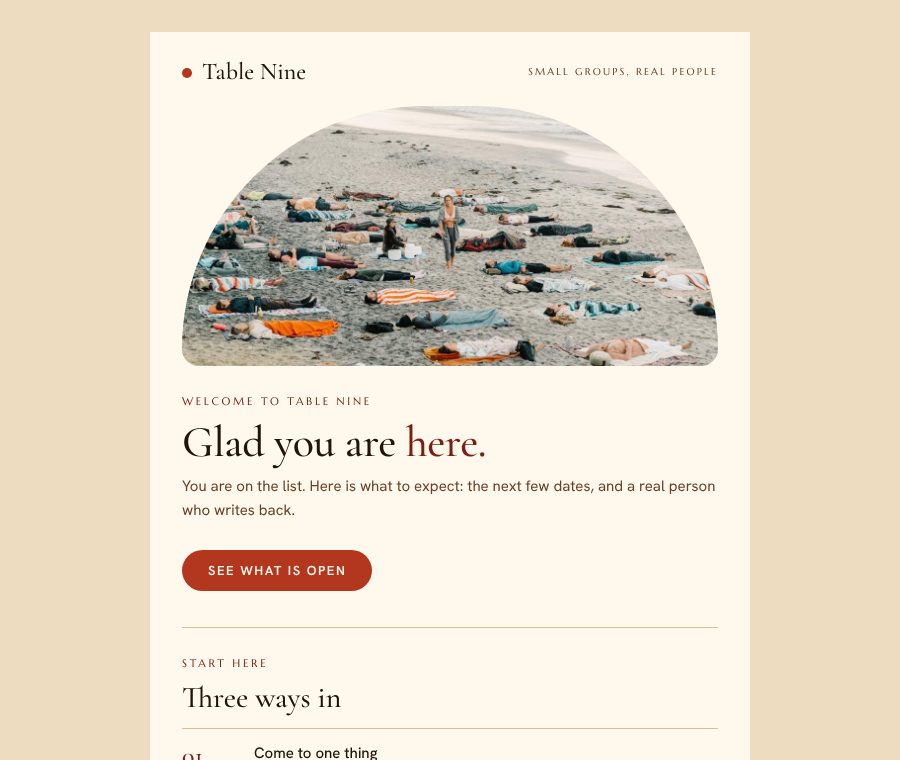 Table Nine
SMALL GROUPS, REAL PEOPLE
WELCOME TO TABLE NINE
Glad you are here.
You are on the list. Here is what to expect: the next few dates, and a real person
who writes back.
SEE WHAT IS OPEN
START HERE
Three ways in
01
Come to one thing